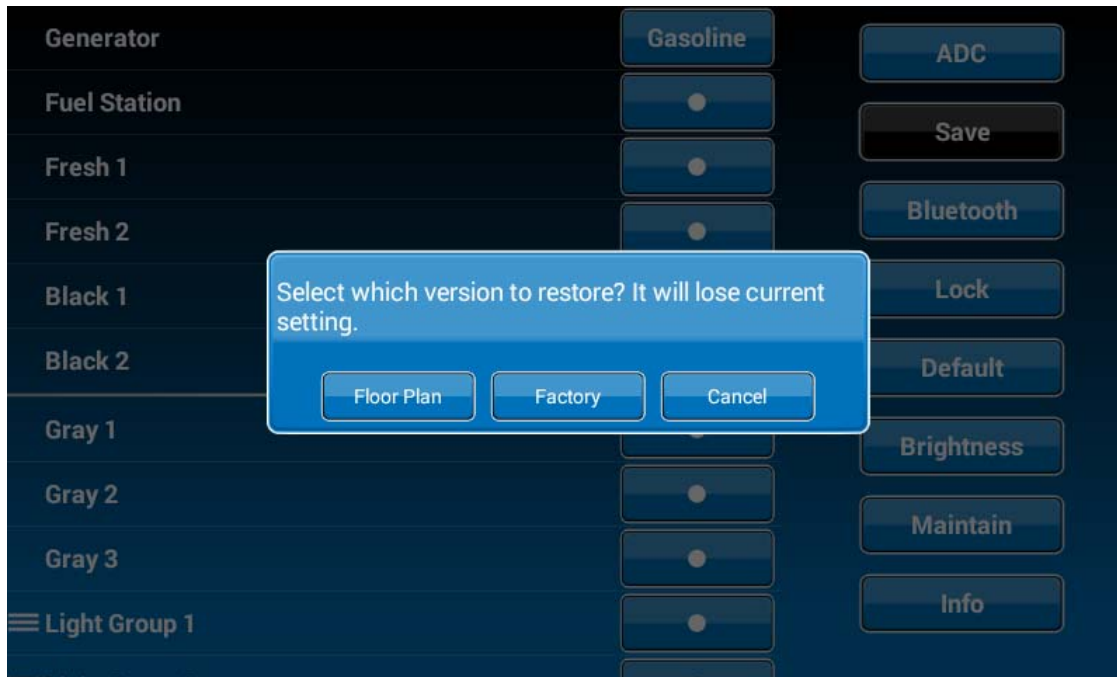 Generator
Gasoline
ADC
Fuel Station
Save
Fresh 1
Bluetooth
Fresh 2
Select which version to restore? It will lose current
setting.
Black 1
Lock
Black 2
Default
Floor Plan
Factory
Cancel
Gray 1
Brightness
Gray 2
Maintain
Gray 3
Info
Light Group 1